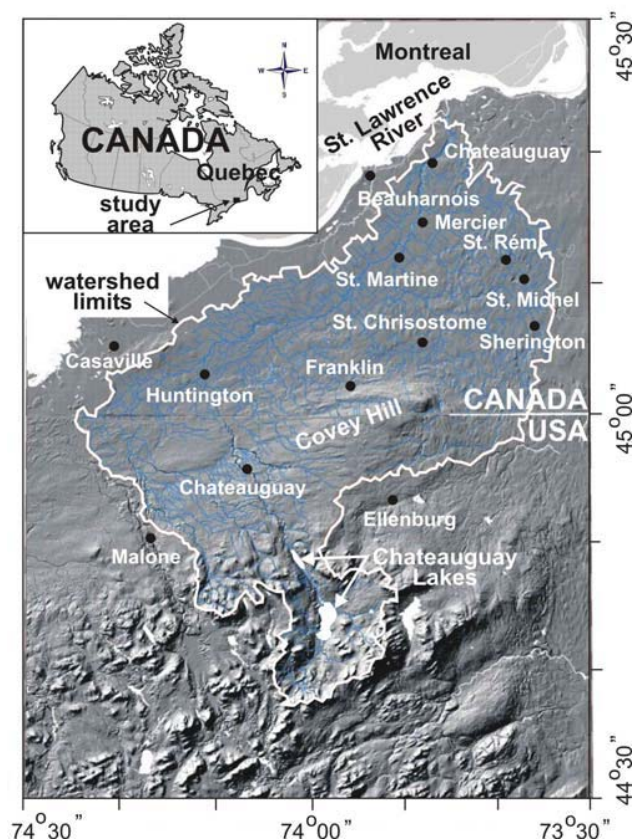 N
W E
S
CANADA
Quebec
study
area
Montreal
St. Lawrence
River
Chateauguay
Beauharnois
Mercier
St. Rém.
St. Martine
St. Michel
watershed
limits
St. Chrisostome
Sherington
Casaville
Franklin
Huntington
Covey Hill
CANADA
USA
Chateauguay
Ellenburg
Malone
Chateauguay
Lakes
45°30"
45°00"
44°30"
74°30"
74°00"
73°30"